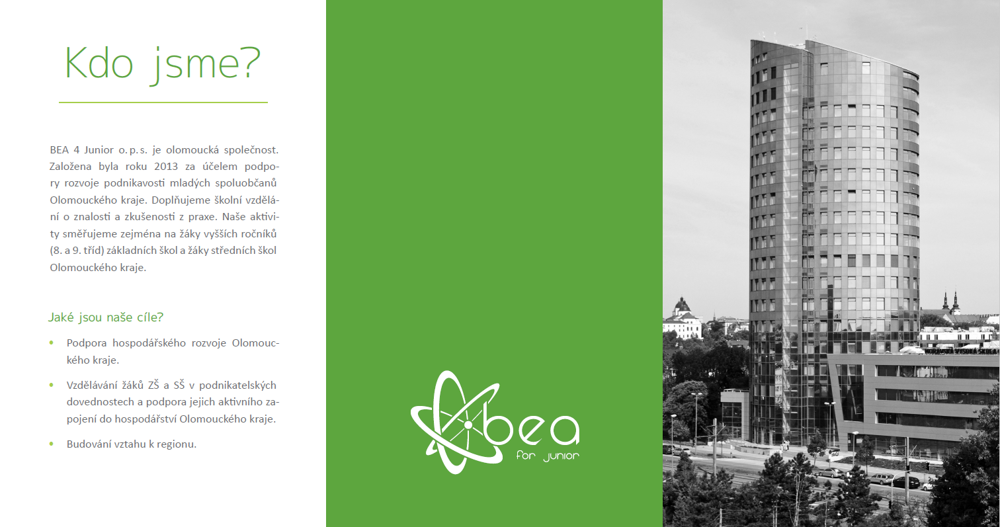 Kdo jsme?
BEA 4 Junior o. p. s. je olomoucká společnost.
Založena byla roku 2013 za účelem podpo-
ry rozvoje podnikavosti mladých spoluobčanů
Olomouckého kraje. Doplňujeme školní vzdělá-
ní o znalosti a zkušenosti z praxe. Naše aktivi-
ty směřujeme zejména na žáky vyšších ročníků
(8. a 9. tříd) základních škol a žáky středních škol
Olomouckého kraje.
Jaké jsou naše cíle?
• Podpora hospodářského rozvoje Olomouc-
kého kraje.
• Vzdělávání žáků ZŠ a SŠ v podnikatelských
dovednostech a podpora jejich aktivního za-
pojení do hospodářství Olomouckého kraje.
• Budování vztahu k regionu.
bea
for junior
MORAVSKÁ VYSOKÁ ŠKOLA